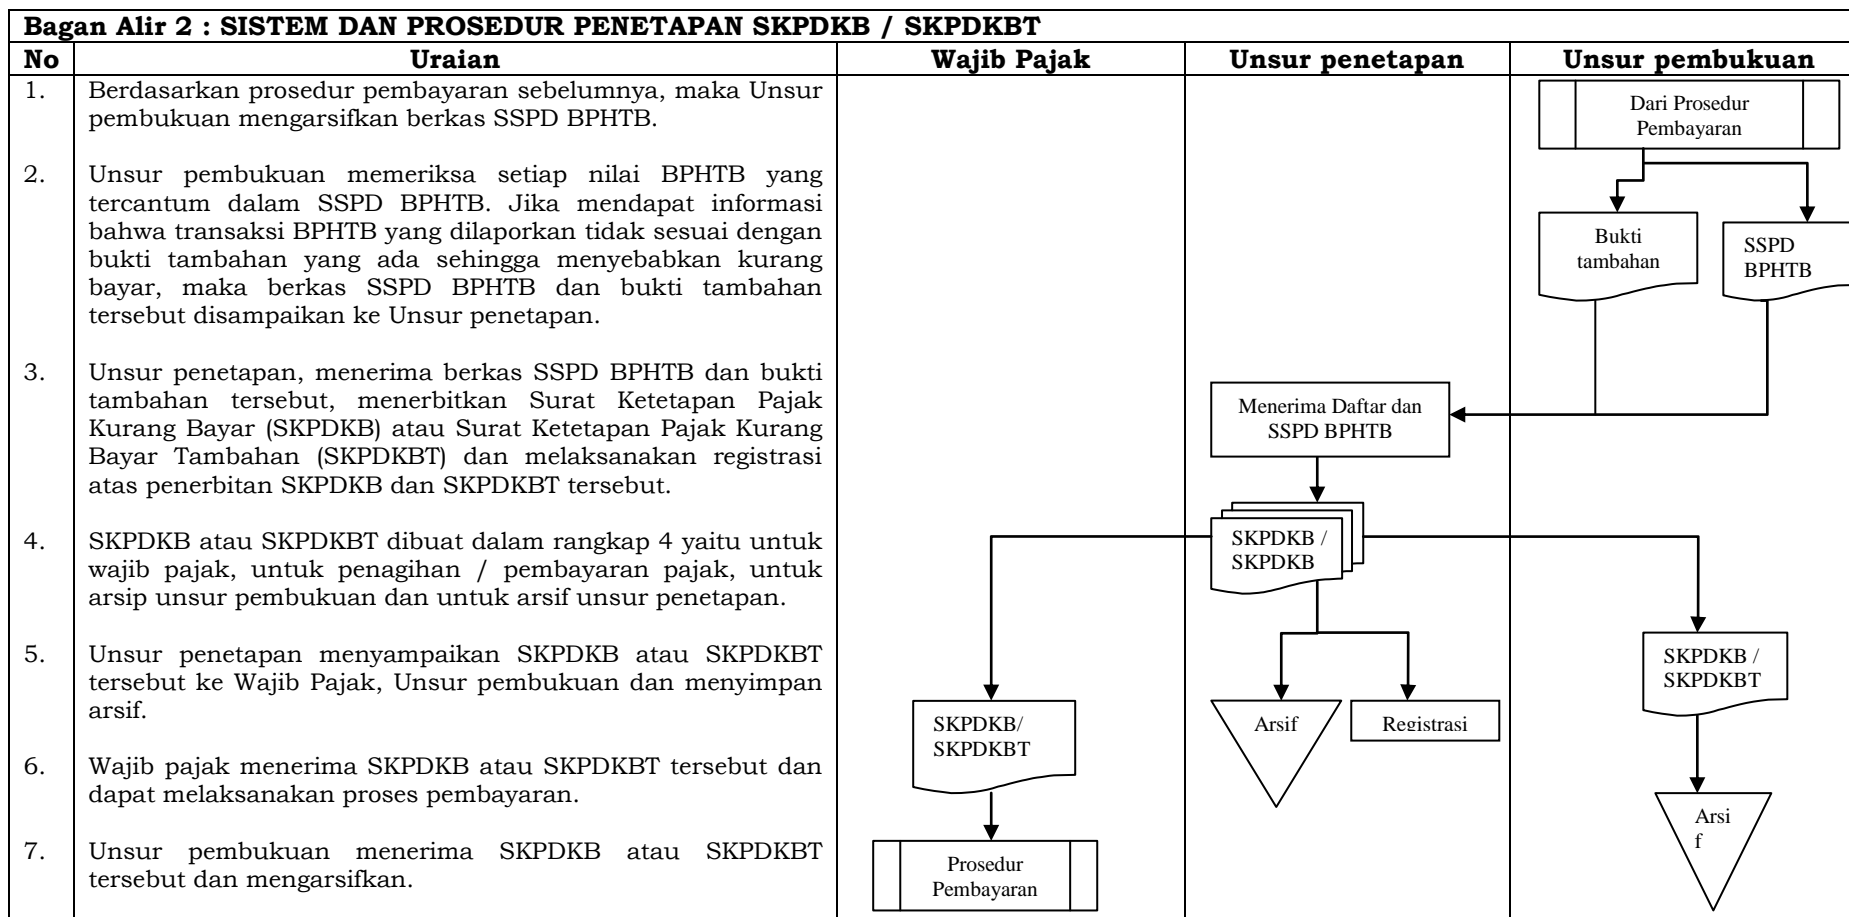 Bagan Alir 2 : SISTEM DAN PROSEDUR PENETAPAN SKPDKB / SKPDKBT
No Uraian Wajib Pajak Unsur penetapan Unsur pembukuan
1. Berdasarkan prosedur pembayaran sebelumnya, maka Unsur
pembukuan mengarsifkan berkas SSPD BPHTB.
2. Unsur pembukuan memeriksa setiap nilai BPHTB yang
tercantum dalam SSPD BPHTB. Jika mendapat informasi
bahwa transaksi BPHTB yang dilaporkan tidak sesuai dengan
bukti tambahan yang ada sehingga menyebabkan kurang
bayar, maka berkas SSPD BPHTB dan bukti tambahan
tersebut disampaikan ke Unsur penetapan.
3. Unsur penetapan, menerima berkas SSPD BPHTB dan bukti
tambahan tersebut, menerbitkan Surat Ketetapan Pajak
Kurang Bayar (SKPDKB) atau Surat Ketetapan Pajak Kurang
Bayar Tambahan (SKPDKBT) dan melaksanakan registrasi
atas penerbitan SKPDKB dan SKPDKBT tersebut.
4. SKPDKB atau SKPDKBT dibuat dalam rangkap 4 yaitu untuk
wajib pajak, untuk penagihan / pembayaran pajak, untuk
arsip unsur pembukuan dan untuk arsif unsur penetapan.
5. Unsur penetapan menyampaikan SKPDKB atau SKPDKBT
tersebut ke Wajib Pajak, Unsur pembukuan dan menyimpan
arsif.
6. Wajib pajak menerima SKPDKB atau SKPDKBT tersebut dan
dapat melaksanakan proses pembayaran.
7. Unsur pembukuan menerima SKPDKB atau SKPDKBT
tersebut dan mengarsifkan.
Dari Prosedur
Pembayaran
Bukti
tambahan
SSPD
BPHTB
Menerima Daftar dan
SSPD BPHTB
SKPDKB /
SKPDKB
SKPDKB/
SKPDKBT
Arsif
Registrasi
SKPDKB /
SKPDKBT
Prosedur
Pembayaran
Arsi
f